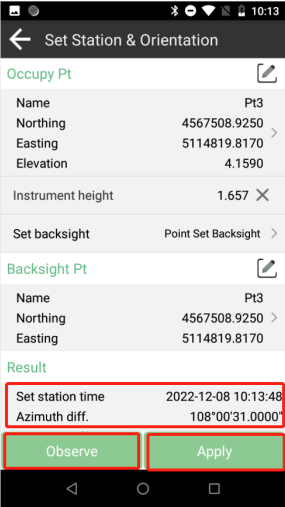 10:13
Set Station & Orientation
Occupy Pt
Name Pt3
Northing 4567508.9250
Easting 5114819.8170
Elevation 4.1590
Instrument height 1.657
Set backsight Point Set Backsight
Backsight Pt
Name Pt3
Northing 4567508.9250
Easting 5114819.8170
Result
Set station time 2022-12-08 10:13:48
Azimuth diff. 108°00'31.0000"
Observe Apply